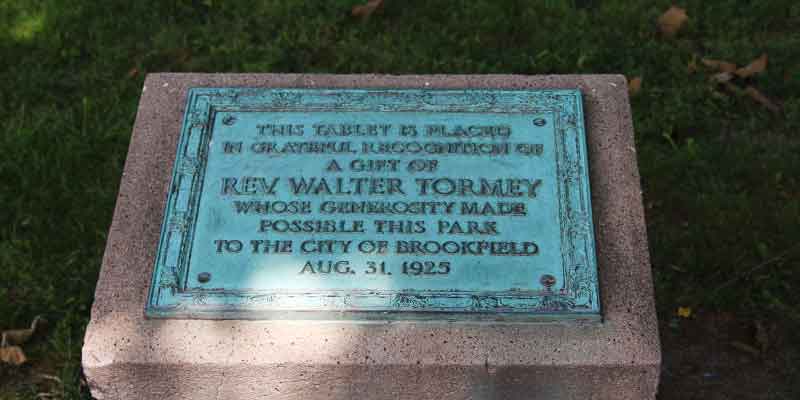 THIS TABLET IS PLACED
IN GRATEFUL RECOGNITION OF
A GIFT OF
REV. WALTER TORMEY
WHOSE GENEROSITY MADE
POSSIBLE THIS PARK
TO THE CITY OF BROOKFIELD
AUG. 31, 1925